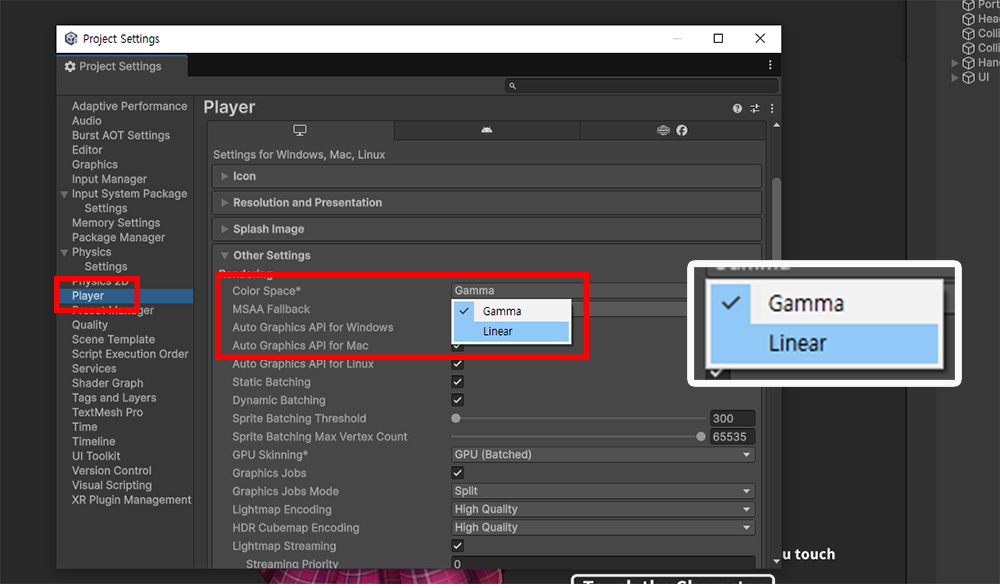 Project Settings
Project Settings
Adaptive Performance
Audio
Burst AOT Settings
Editor
Graphics
Input Manager
Input System Package
Settings
Memory Settings
Package Manager
Physics
Settings
Physics 2D
Player
Preset Manager
Quality
Scene Template
Script Execution Order
Services
Shader Graph
Tags and Layers
TextMesh Pro
Time
Timeline
UI Toolkit
Version Control
Visual Scripting
XR Plugin Management
Player
Settings for Windows, Mac, Linux
Icon
Resolution and Presentation
Splash Image
Other Settings
Rendering
Color Space* Gamma
MSAA Fallback
Auto Graphics API for Windows
Auto Graphics API for Mac
Auto Graphics API for Linux
Static Batching
Dynamic Batching
Sprite Batching Threshold 300
Sprite Batching Max Vertex Count 65535
GPU Skinning* GPU (Batched)
Graphics Jobs
Graphics Jobs Mode Split
Lightmap Encoding High Quality
HDR Cubemap Encoding High Quality
Lightmap Streaming
Streaming Priority 0
Gamma
Linear
Gamma
Gamma
Linear
Colli
Colli
Han
UI
u touch